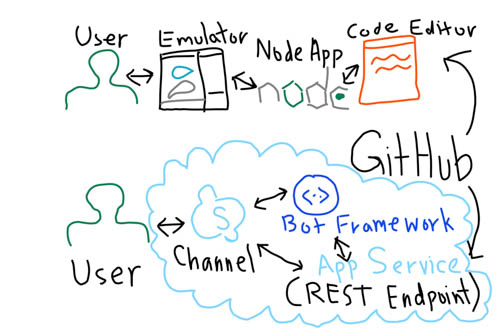 User
Emulator
Node App
Code Editor
node
GitHub
S
Bot Framework
Channel
User
App Service
(REST Endpoint)